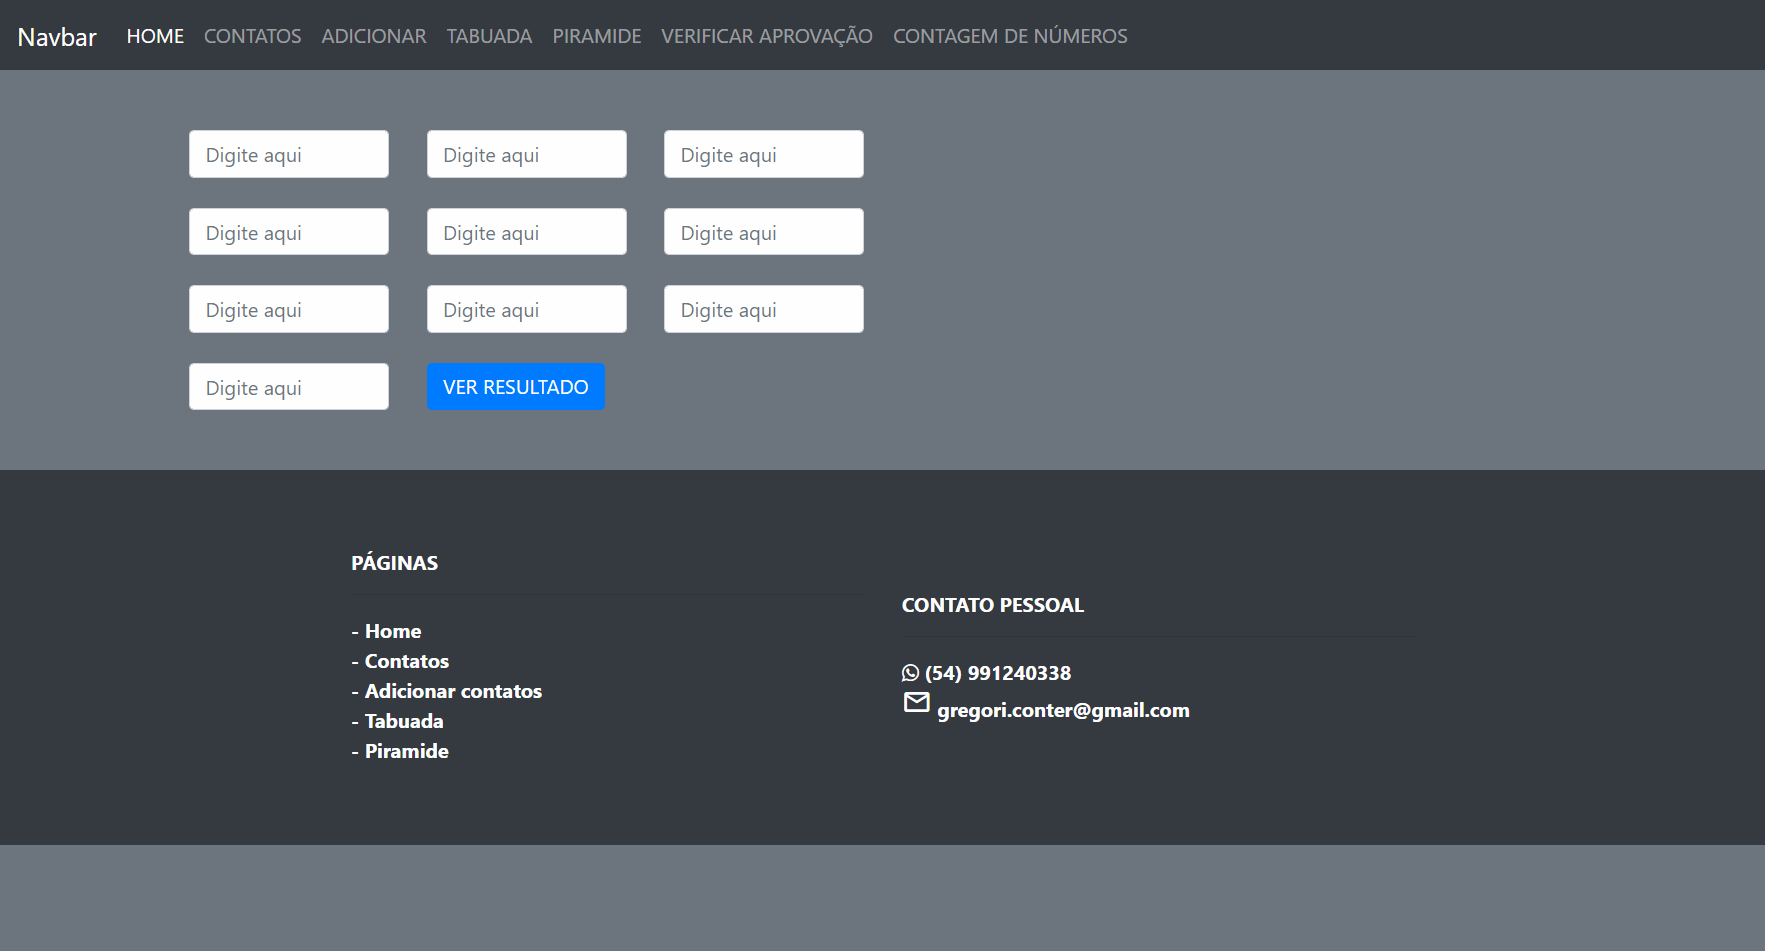 Navbar HOME CONTATOS ADICIONAR TABUADA PIRAMIDE VERIFICAR APROVAÇÃO CONTAGEM DE NÚMEROS
Digite aqui Digite aqui Digite aqui
Digite aqui Digite aqui Digite aqui
Digite aqui Digite aqui Digite aqui
Digite aqui VER RESULTADO
PÁGINAS
- Home
- Contatos
- Adicionar contatos
- Tabuada
- Piramide
CONTATO PESSOAL
(54) 991240338
gregori.conter@gmail.com